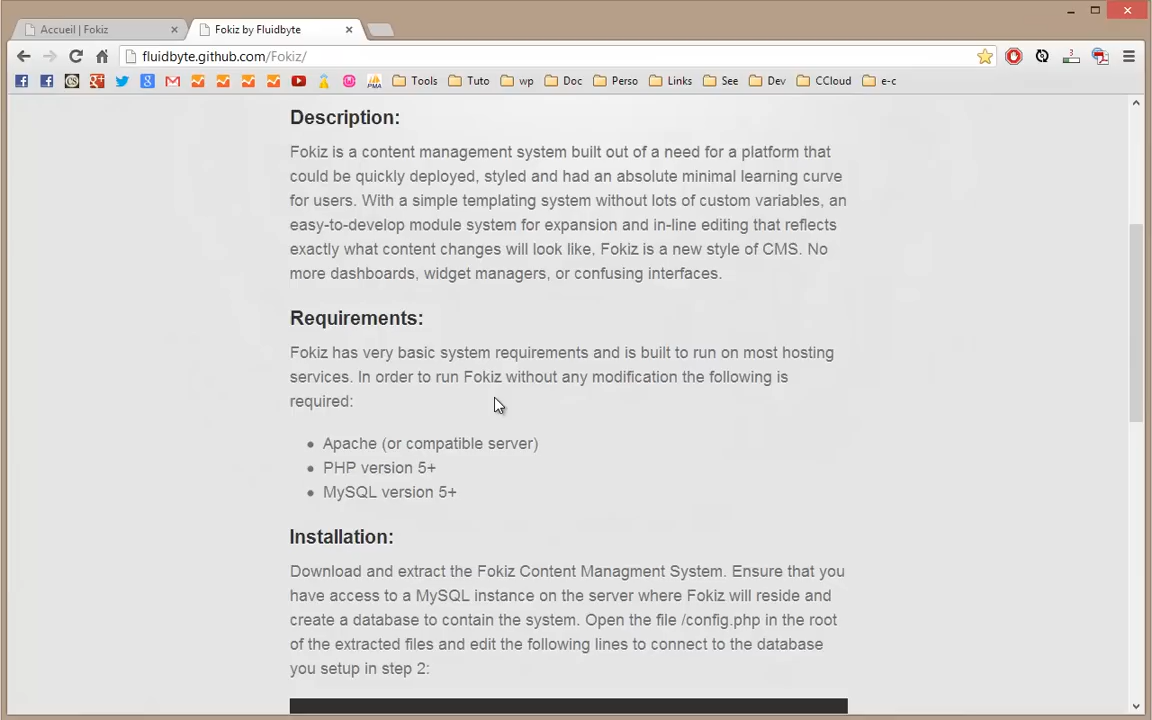 Accueil | Fokiz
Fokiz by Fluidbyte
fluidbyte.github.com/Fokiz/
Tools Tuto wp Doc Perso Links See Dev CCloud e-c
Description:
Fokiz is a content management system built out of a need for a platform that
could be quickly deployed, styled and had an absolute minimal learning curve
for users. With a simple templating system without lots of custom variables, an
easy-to-develop module system for expansion and in-line editing that reflects
exactly what content changes will look like, Fokiz is a new style of CMS. No
more dashboards, widget managers, or confusing interfaces.
Requirements:
Fokiz has very basic system requirements and is built to run on most hosting
services. In order to run Fokiz without any modification the following is
required:
Apache (or compatible server)
PHP version 5+
MySQL version 5+
Installation:
Download and extract the Fokiz Content Managment System. Ensure that you
have access to a MySQL instance on the server where Fokiz will reside and
create a database to contain the system. Open the file /config.php in the root
of the extracted files and edit the following lines to connect to the database
you setup in step 2: